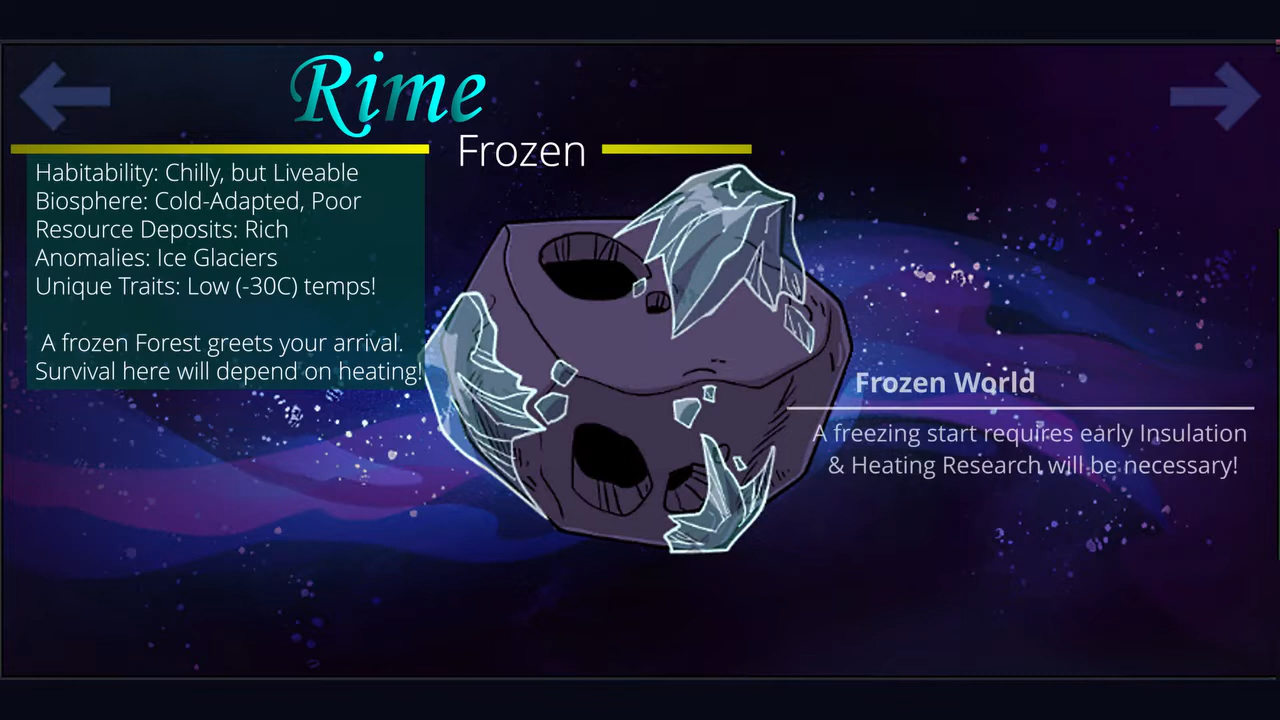 Rime
Frozen
Habitability: Chilly, but Liveable
Biosphere: Cold-Adapted, Poor
Resource Deposits: Rich
Anomalies: Ice Glaciers
Unique Traits: Low (-30C) temps!
A frozen Forest greets your arrival.
Survival here will depend on heating!
Frozen World
A freezing start requires early Insulation
& Heating Research will be necessary!